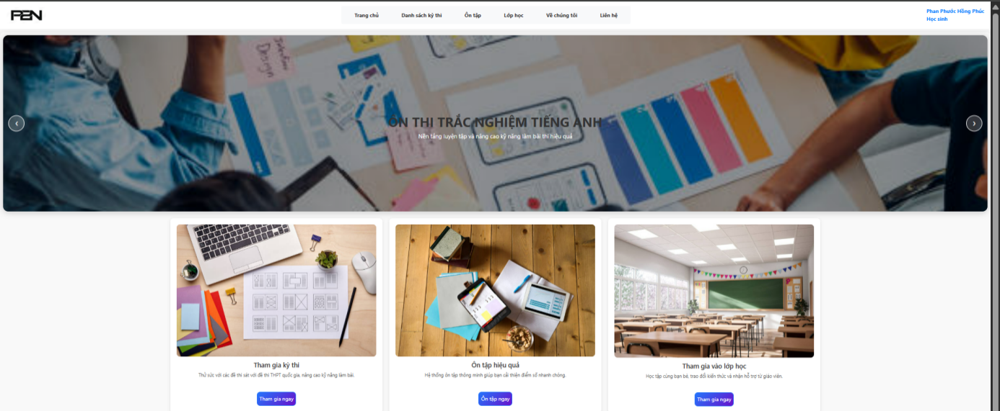 PEN
Trang chủ
Danh sách kỳ thi
Ôn tập
Lớp học
Về chúng tôi
Liên hệ
Phan Phước Hồng Phúc
Học sinh
Design
ÔN THI TRẮC NGHIỆM TIẾNG ANH
Nền tảng luyện tập và nâng cao kỹ năng làm bài thi hiệu quả
‹
›
Tham gia kỳ thi
Thử sức với các đề thi sát với đề thi THPT quốc gia, nâng cao kỹ năng làm bài.
Tham gia ngay
Ôn tập hiệu quả
Hệ thống ôn tập thông minh giúp bạn cải thiện điểm số nhanh chóng.
Ôn tập ngay
Tham gia vào lớp học
Học tập cùng bạn bè, trao đổi kiến thức và nhận hỗ trợ từ giáo viên.
Tham gia ngay